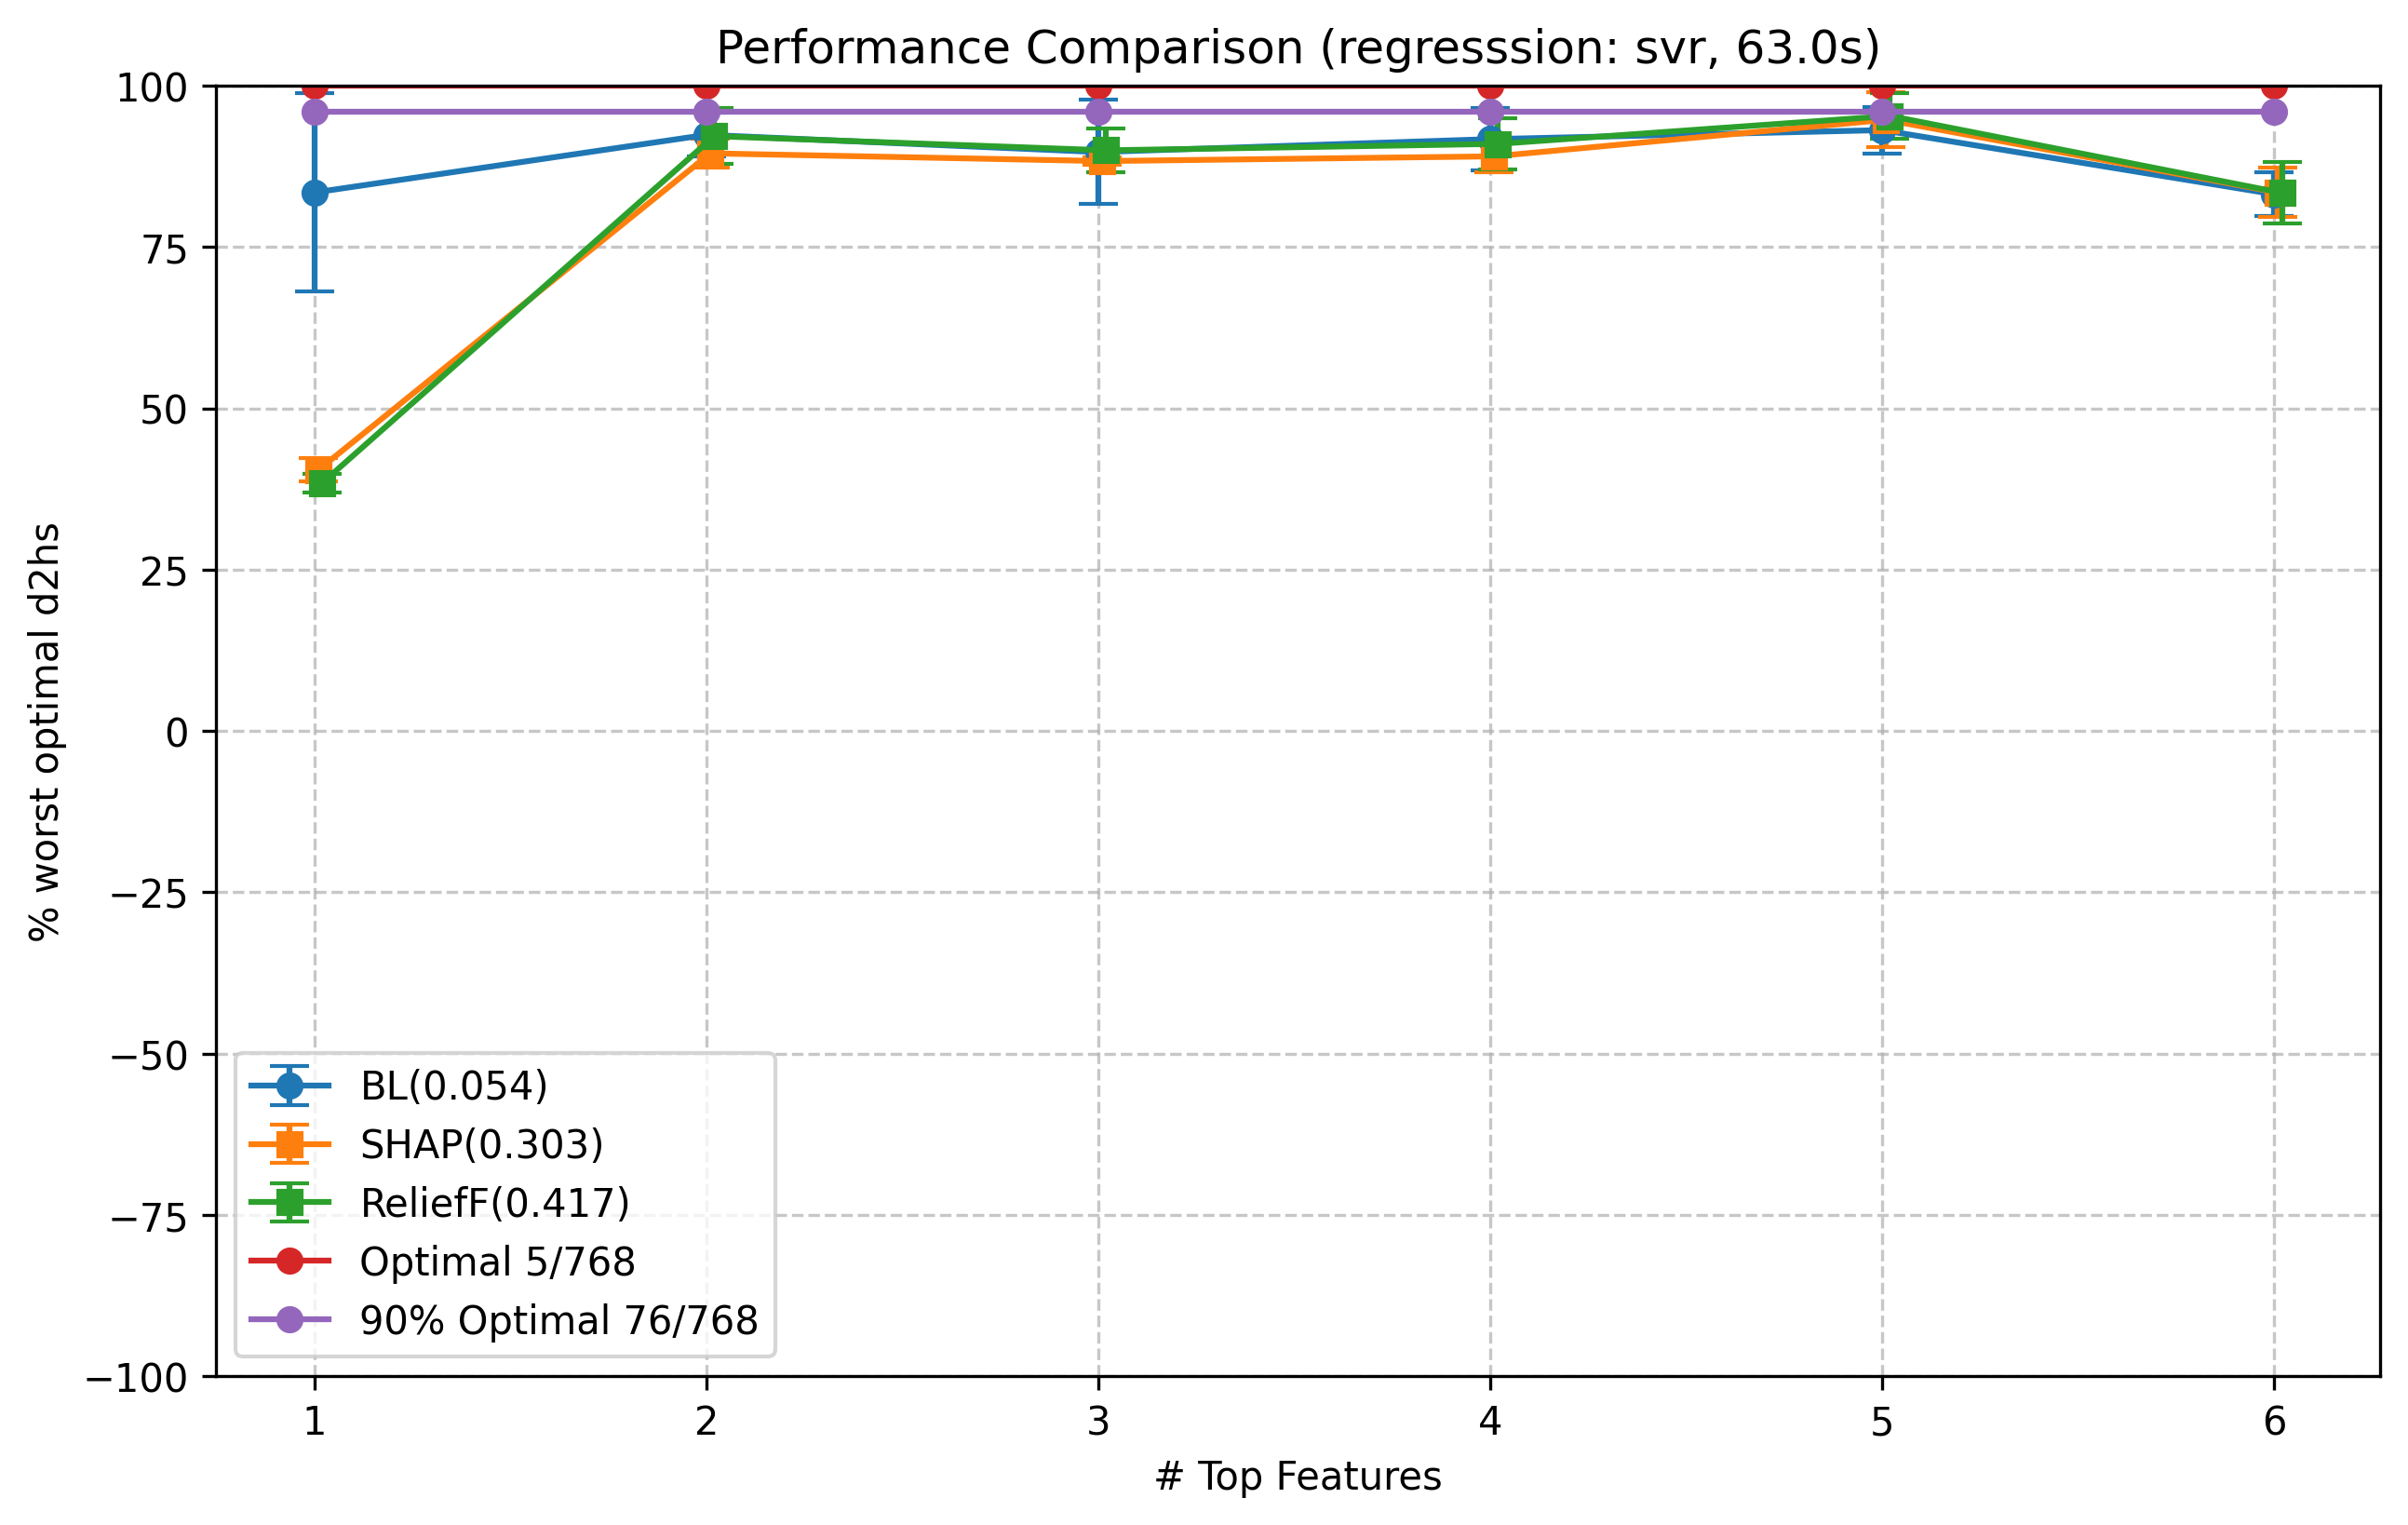 Performance Comparison (regresssion: svr, 63.0s)
% worst optimal d2hs
100
75
50
25
0
−25
−50
−75
−100
BL(0.054)
SHAP(0.303)
ReliefF(0.417)
Optimal 5/768
90% Optimal 76/768
1 2 3 4 5 6
# Top Features